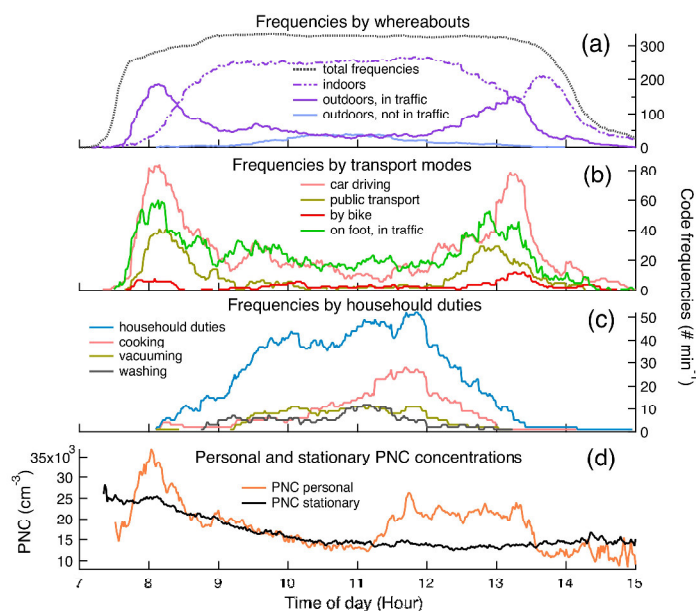 Frequencies by whereabouts
(a)
total frequencies
indoors
outdoors, in traffic
outdoors, not in traffic
300
200
100
0
Frequencies by transport modes
(b)
car driving
public transport
by bike
on foot, in traffic
80
60
40
20
0
Code frequencies (# min⁻¹)
Frequencies by househould duties
(c)
househould duties
cooking
vacuuming
washing
50
40
30
20
10
0
Personal and stationary PNC concentrations
(d)
PNC personal
PNC stationary
35x10³
30
25
20
15
10
PNC (cm⁻³)
7 8 9 10 11 12 13 14 15
Time of day (Hour)